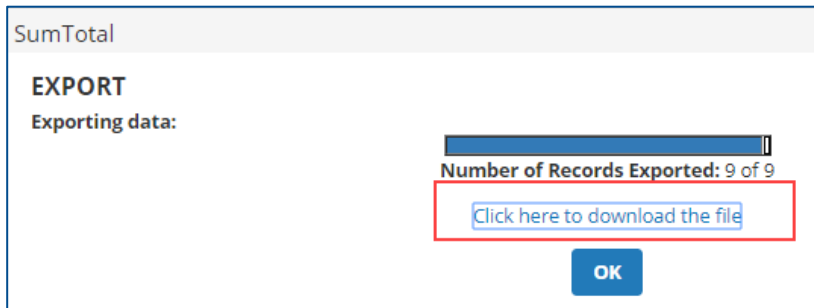 SumTotal
EXPORT
Exporting data:
Number of Records Exported: 9 of 9
Click here to download the file
OK